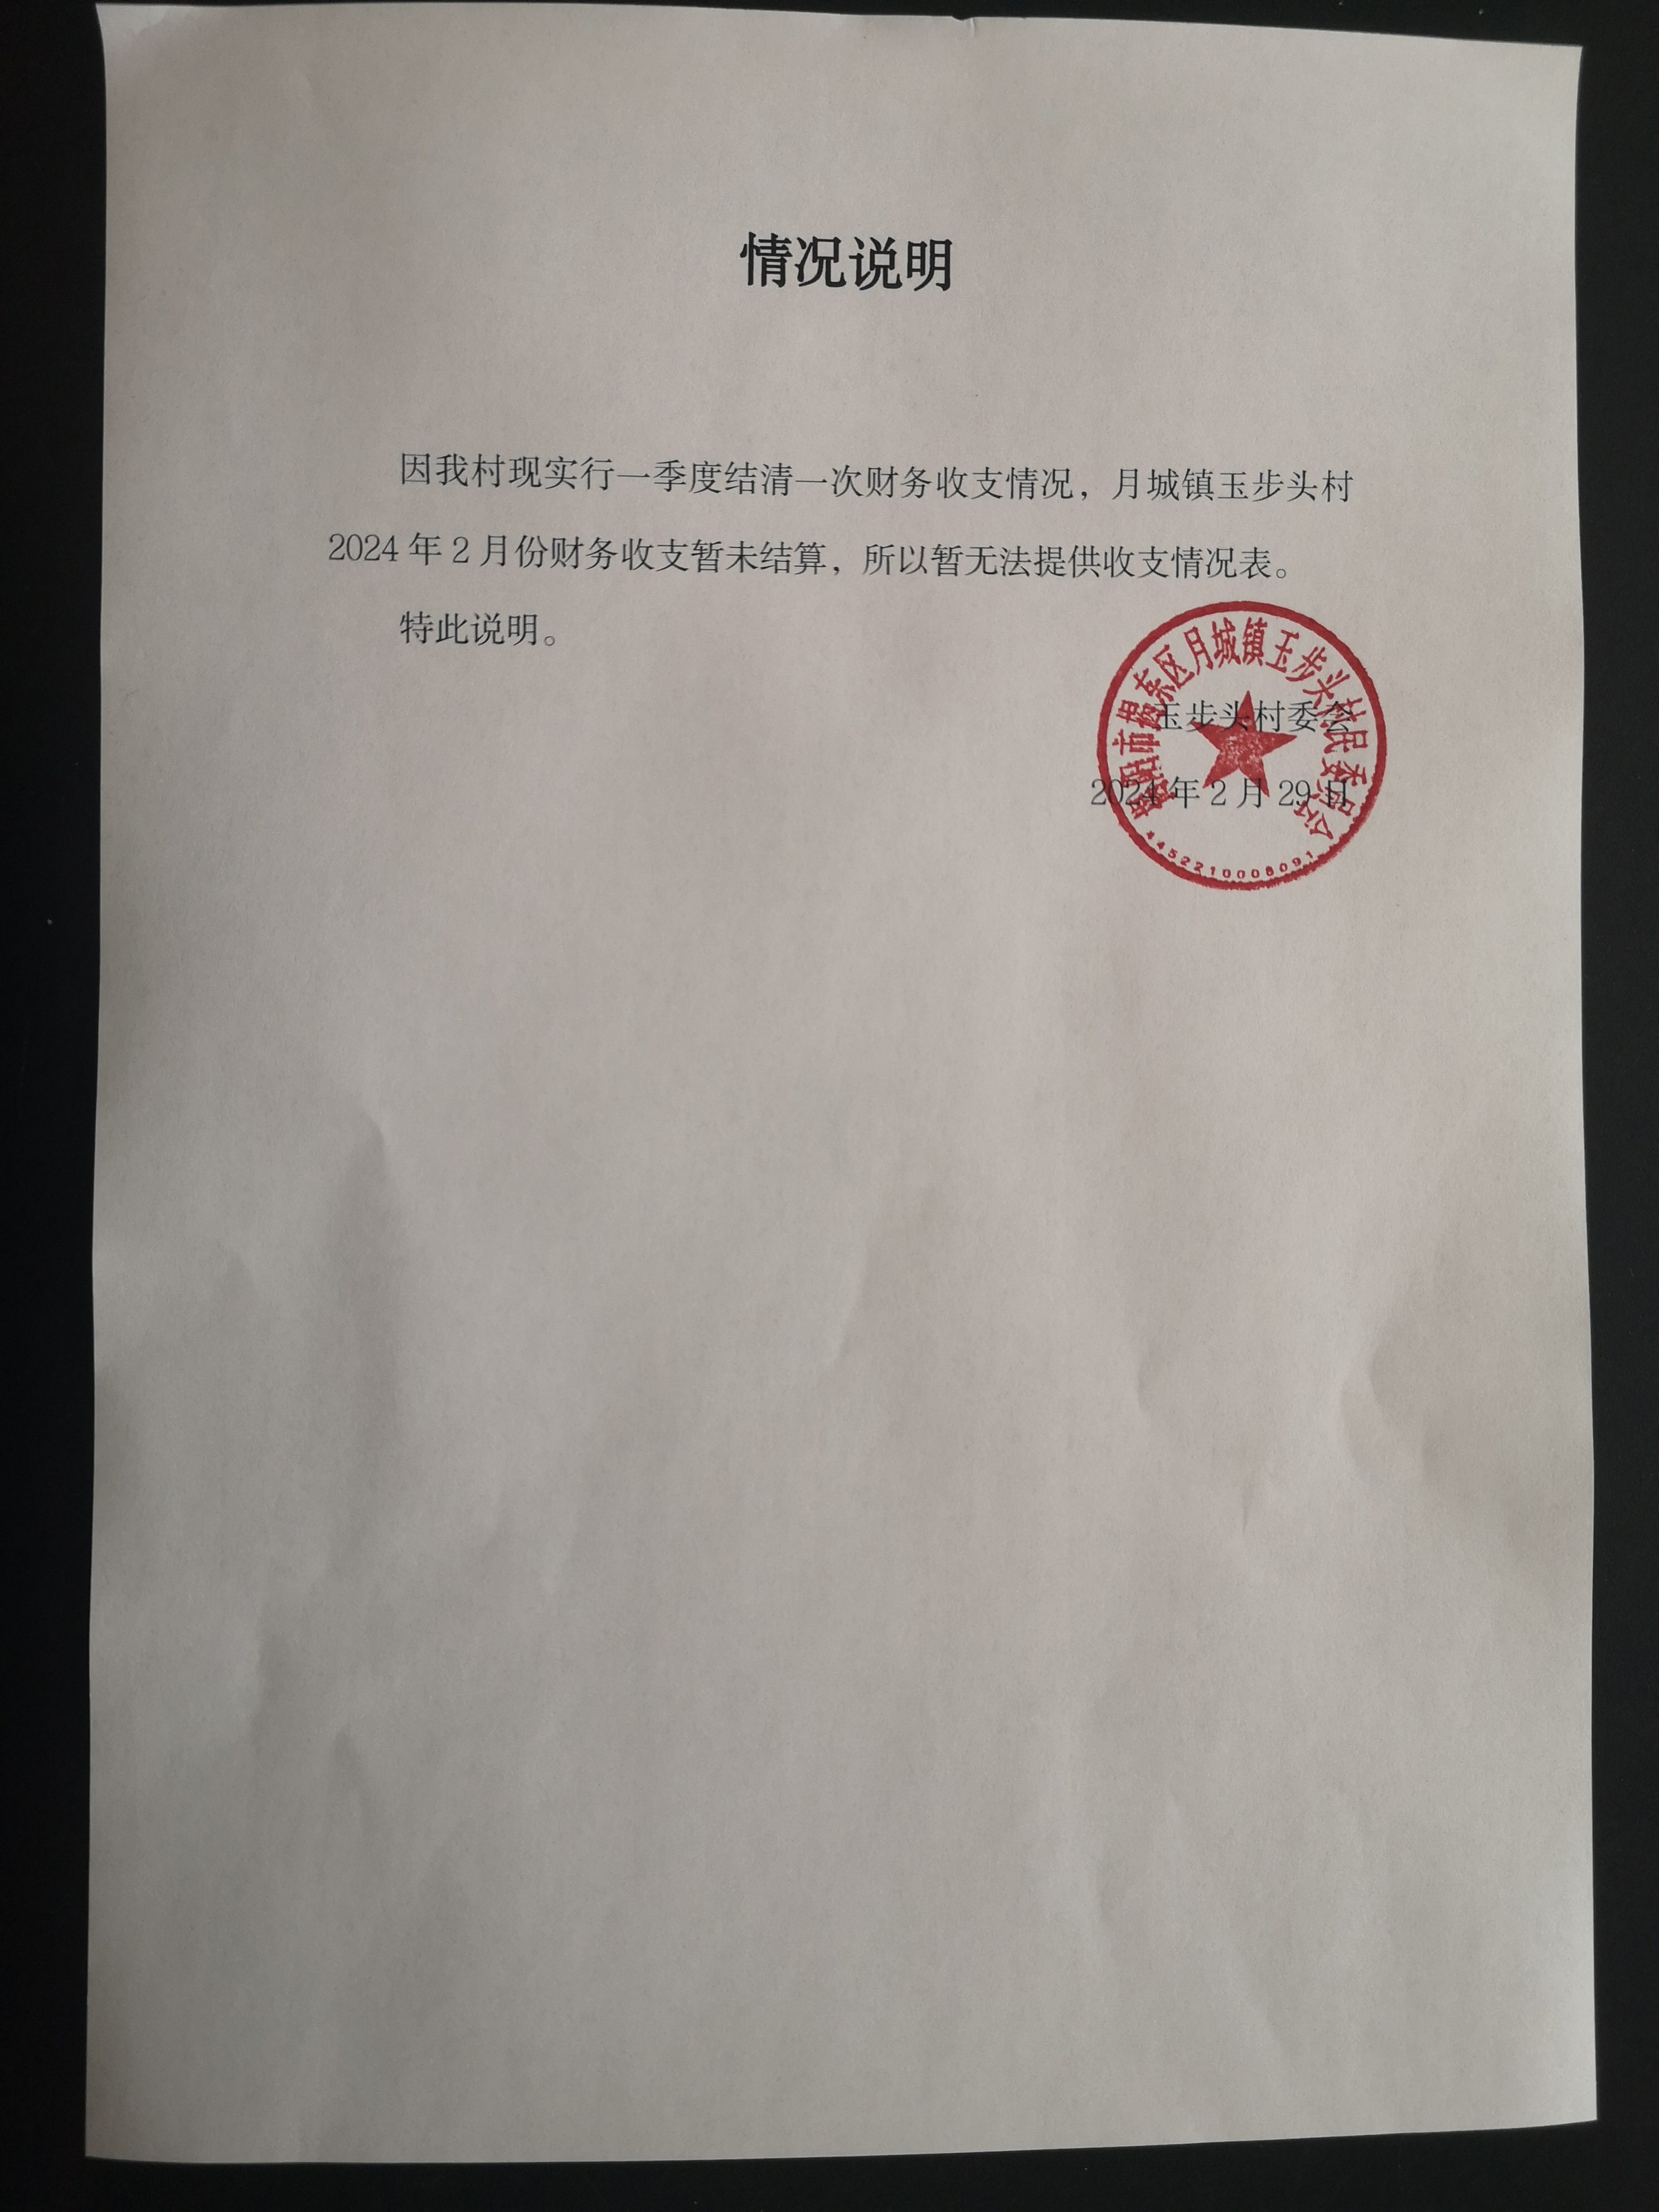 情况说明
因我村现实行一季度结清一次财务收支情况，月城镇玉步头村
2024年2月份财务收支暂未结算，所以暂无法提供收支情况表。
特此说明。
揭阳市揭东区月城镇玉步头村民委员会
玉步头村委会
2024年2月29日
4452210006091